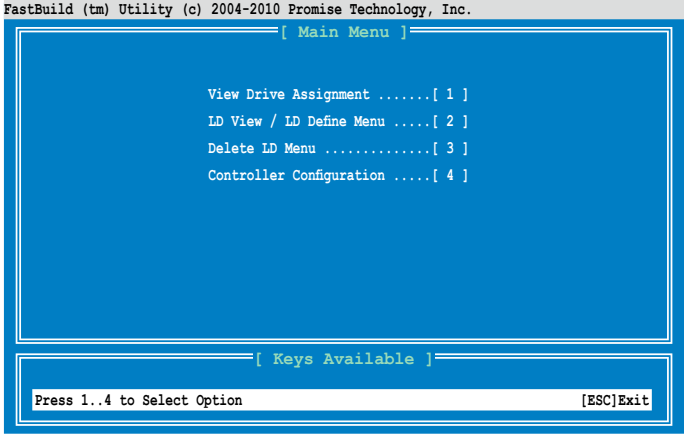 FastBuild (tm) Utility (c) 2004-2010 Promise Technology, Inc.
[ Main Menu ]
View Drive Assignment .......[ 1 ]
LD View / LD Define Menu .....[ 2 ]
Delete LD Menu ..............[ 3 ]
Controller Configuration .....[ 4 ]
[ Keys Available ]
Press 1..4 to Select Option [ESC]Exit